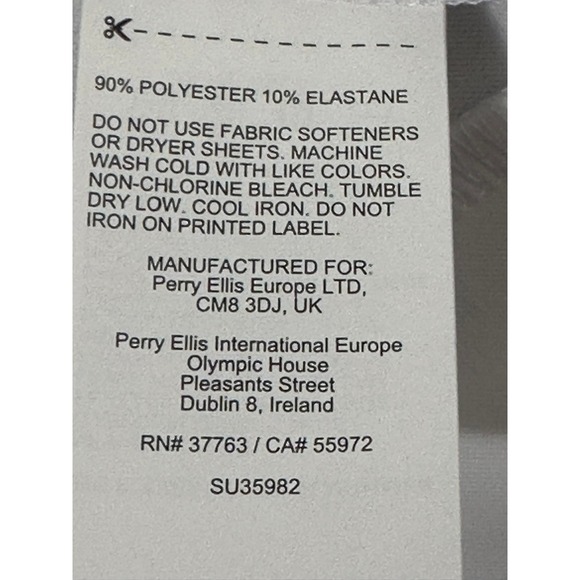 90% POLYESTER 10% ELASTANE
DO NOT USE FABRIC SOFTENERS
OR DRYER SHEETS. MACHINE
WASH COLD WITH LIKE COLORS.
NON-CHLORINE BLEACH. TUMBLE
DRY LOW. COOL IRON. DO NOT
IRON ON PRINTED LABEL.
MANUFACTURED FOR:
Perry Ellis Europe LTD,
CM8 3DJ, UK
Perry Ellis International Europe
Olympic House
Pleasants Street
Dublin 8, Ireland
RN# 37763 / CA# 55972
SU35982